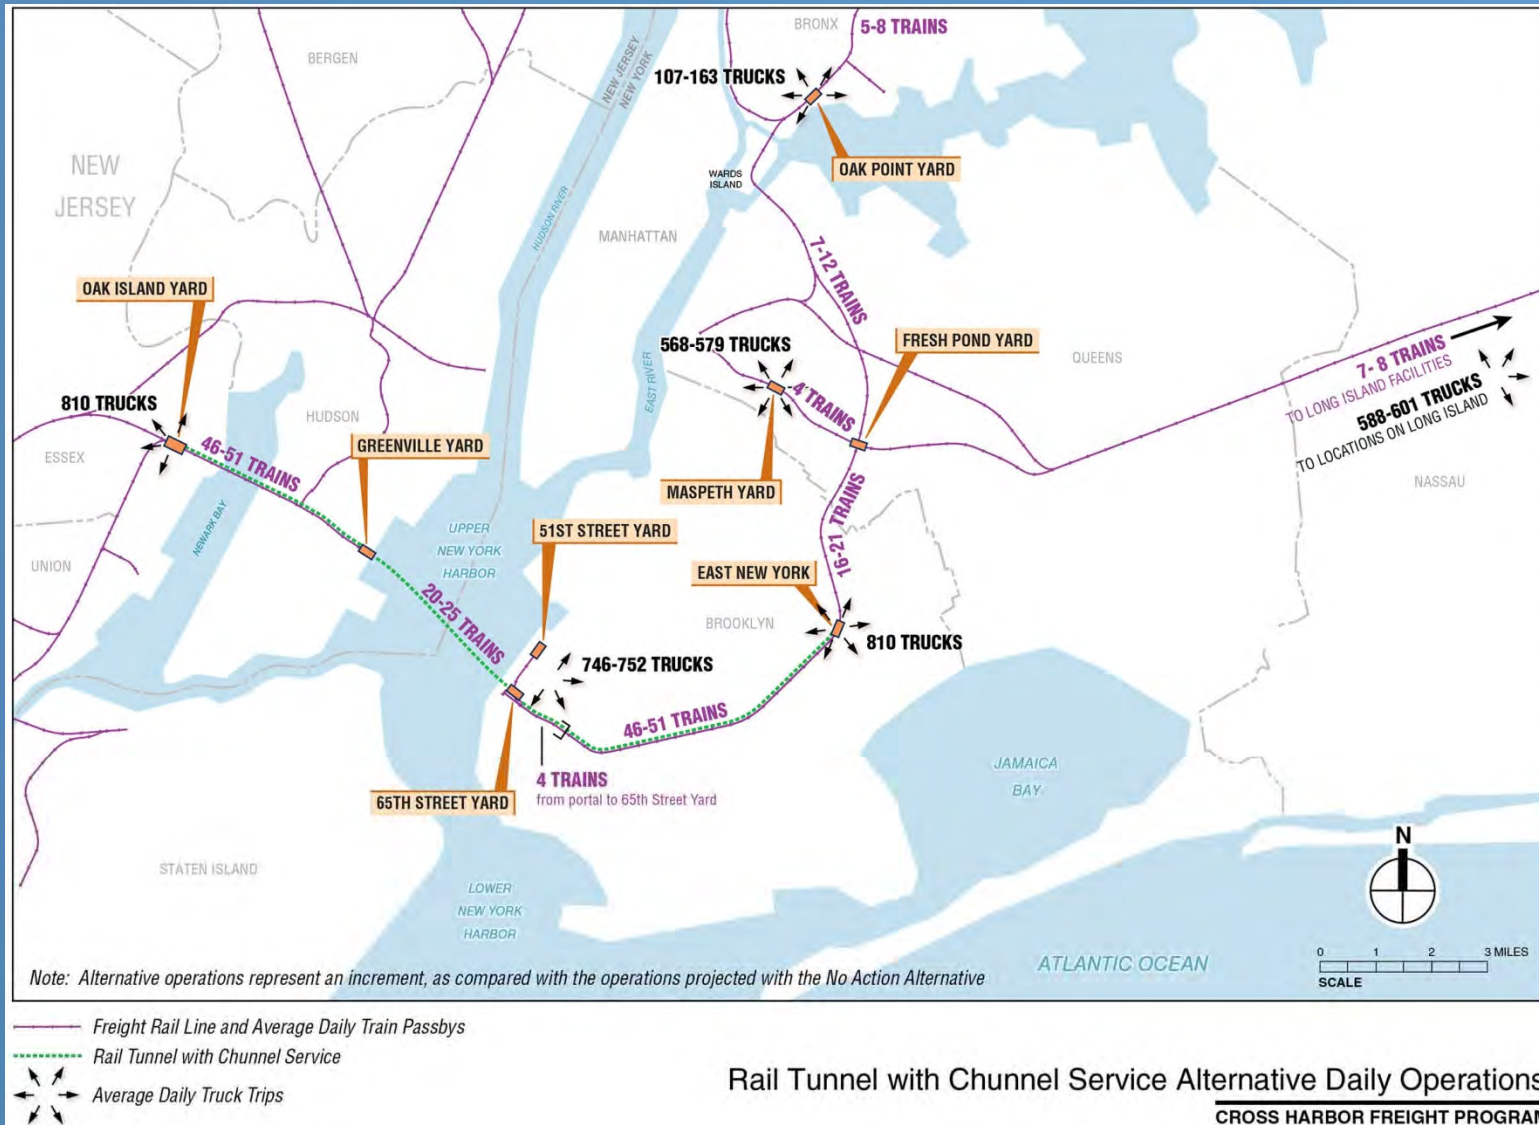 BRONX
5-8 TRAINS
BERGEN
NEW JERSEY
NEW YORK
107-163 TRUCKS
NEW
JERSEY
OAK POINT YARD
WARDS
ISLAND
HUDSON RIVER
MANHATTAN
7-12 TRAINS
OAK ISLAND YARD
568-579 TRUCKS
FRESH POND YARD
QUEENS
7- 8 TRAINS
TO LONG ISLAND FACILITIES
588-601 TRUCKS
TO LOCATIONS ON LONG ISLAND
EAST RIVER
4 TRAINS
810 TRUCKS
HUDSON
46-51 TRAINS
GREENVILLE YARD
ESSEX
MASPETH YARD
NASSAU
NEWARK BAY
UPPER
NEW YORK
HARBOR
51ST STREET YARD
16-21 TRAINS
UNION
EAST NEW YORK
20-25 TRAINS
BROOKLYN
810 TRUCKS
746-752 TRUCKS
46-51 TRAINS
4 TRAINS
from portal to 65th Street Yard
65TH STREET YARD
JAMAICA
BAY
STATEN ISLAND
LOWER
NEW YORK
HARBOR
N
ATLANTIC OCEAN
0 1 2 3 MILES
SCALE
Note: Alternative operations represent an increment, as compared with the operations projected with the No Action Alternative
Freight Rail Line and Average Daily Train Passbys
Rail Tunnel with Chunnel Service
Average Daily Truck Trips
Rail Tunnel with Chunnel Service Alternative Daily Operations
CROSS HARBOR FREIGHT PROGRAM